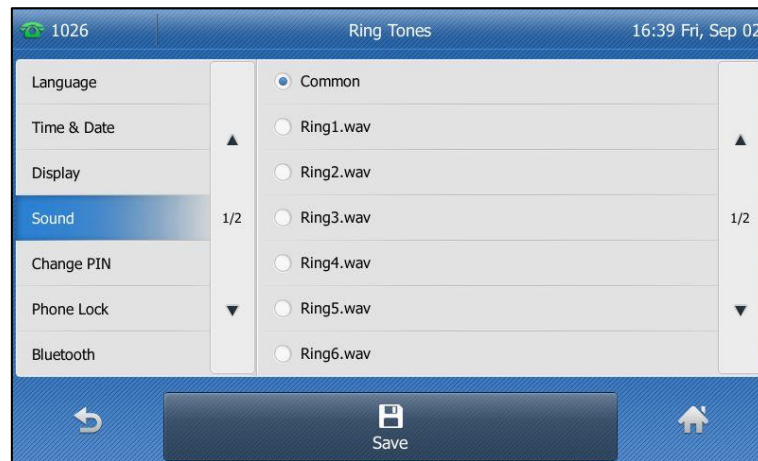 1026 Ring Tones 16:39 Fri, Sep 02
Language
Time & Date
Display
Sound
Change PIN
Phone Lock
Bluetooth
1/2
Common
Ring1.wav
Ring2.wav
Ring3.wav
Ring4.wav
Ring5.wav
Ring6.wav
1/2
Save